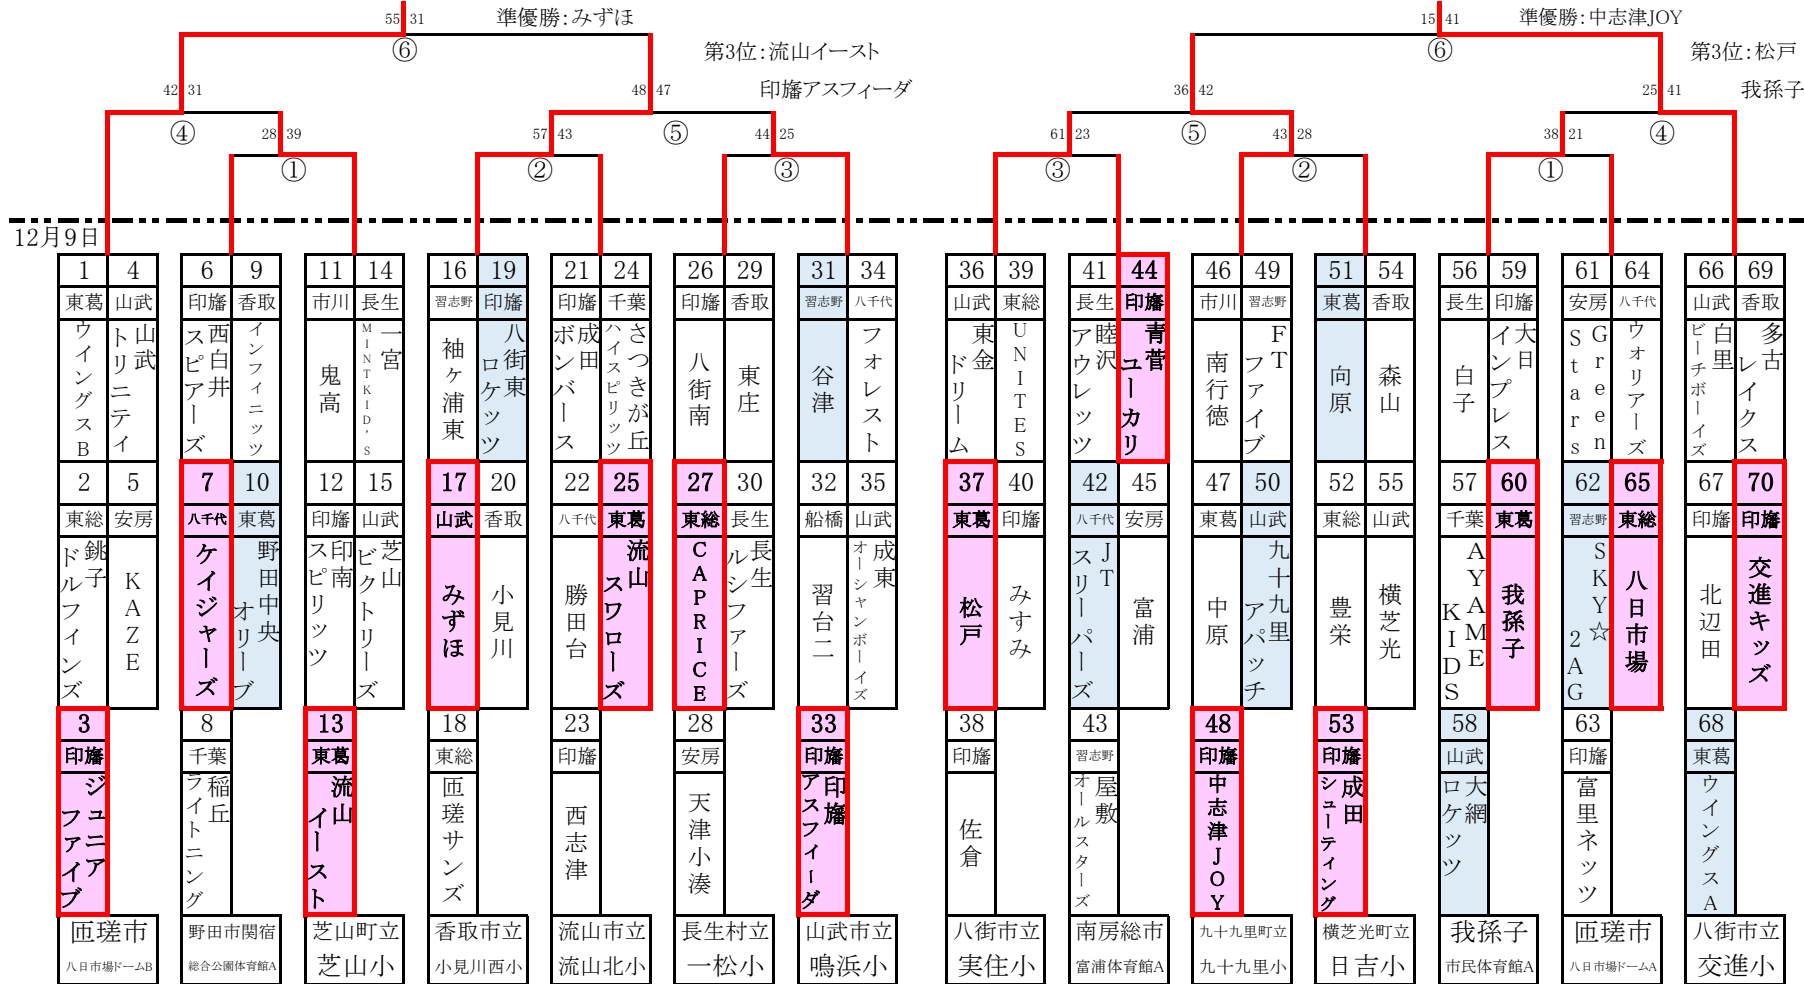 55 31 準優勝：みずほ 15 41 準優勝：中志津JOY
⑥ 第3位：流山イースト ⑥ 第3位：松戸
42 31 48 47 印旛アスフィーダ 36 42 25 41 我孫子
④ 28 39 57 43 ⑤ 44 25 61 23 ⑤ 43 28 38 21 ④
① ② ③ ③ ② ①
12月9日
1 4 6 9 11 14 16 19 21 24 26 29 31 34 36 39 41 44 46 49 51 54 56 59 61 64 66 69
東葛 山武 印旛 香取 市川 長生 習志野 印旛 印旛 千葉 印旛 香取 習志野 八千代 山武 東総 長生 印旛 市川 習志野 東葛 香取 長生 印旛 安房 八千代 山武 香取
ウイングスB
山武トリニティ
西白井スピアーズ
インフィニッツ
鬼高
一宮MINTKID'S
袖ヶ浦東
八街東ロケッツ
成田ボンバース
さつきが丘ハイスピリッツ
八街南
東庄
谷津
フォレスト
東金ドリーム
UNITES
睦沢アウレッツ
青菅ユーカリ
南行徳
FTファイブ
向原
森山
白子
大日インプレス
GreenStars
ウォリアーズ
白里ビーチボーイズ
多古レイクス
2 5 7 10 12 15 17 20 22 25 27 30 32 35 37 40 42 45 47 50 52 55 57 60 62 65 67 70
東総 安房 八千代 東葛 印旛 山武 山武 香取 八千代 東葛 東総 長生 船橋 山武 東葛 印旛 八千代 安房 東葛 山武 東総 山武 千葉 東葛 習志野 東総 印旛 印旛
銚子ドルフィンズ
KAZE
ケイジャーズ
野田中央オリーブ
印南スピリッツ
芝山ビクトリーズ
みずほ
小見川
勝田台
流山スワローズ
CAPRICE
長生ルシファーズ
習台二
成東オーシャンボーイズ
松戸
みすみ
JTスリーパーズ
富浦
中原
九十九里アパッチ
豊栄
横芝光
AYAMEKIDS
我孫子
SKY☆2AG
八日市場
北辺田
交進キッズ
3 8 13 18 23 28 33 38 43 48 53 58 63 68
印旛 千葉 東葛 東総 印旛 安房 印旛 印旛 習志野 印旛 印旛 山武 印旛 東葛
ジュニアファイブ
稲丘ライトニング
流山イースト
匝瑳サンズ
西志津
天津小湊
印旛アスフィーダ
佐倉
屋敷オールスターズ
中志津JOY
成田シューティング
大網ロケッツ
富里ネッツ
ウイングスA
匝瑳市 野田市関宿 芝山町立 香取市立 流山市立 長生村立 山武市立 八街市立 南房総市 九十九里町立 横芝光町立 我孫子 匝瑳市 八街市立
八日市場ドームB 総合公園体育館A 芝山小 小見川西小 流山北小 一松小 鳴浜小 実住小 富浦体育館A 九十九里小 日吉小 市民体育館A 八日市場ドームA 交進小